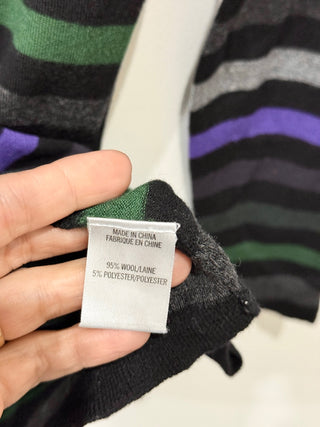 MADE IN CHINA
FABRIQUE EN CHINE
95% WOOL/LAINE
5% POLYESTER/POLYESTER